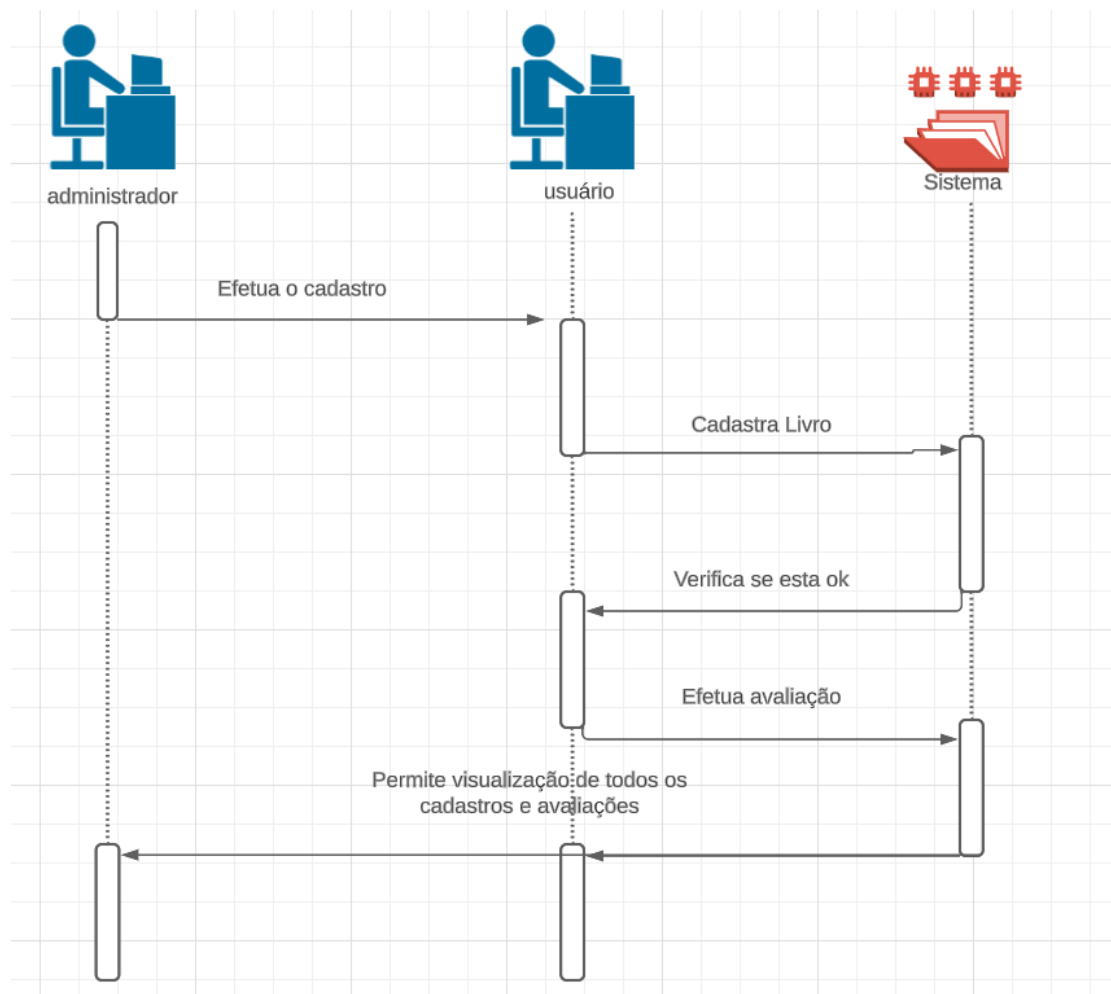 administrador
usuário
Sistema
Efetua o cadastro
Cadastra Livro
Verifica se esta ok
Efetua avaliação
Permite visualização de todos os
cadastros e avaliações